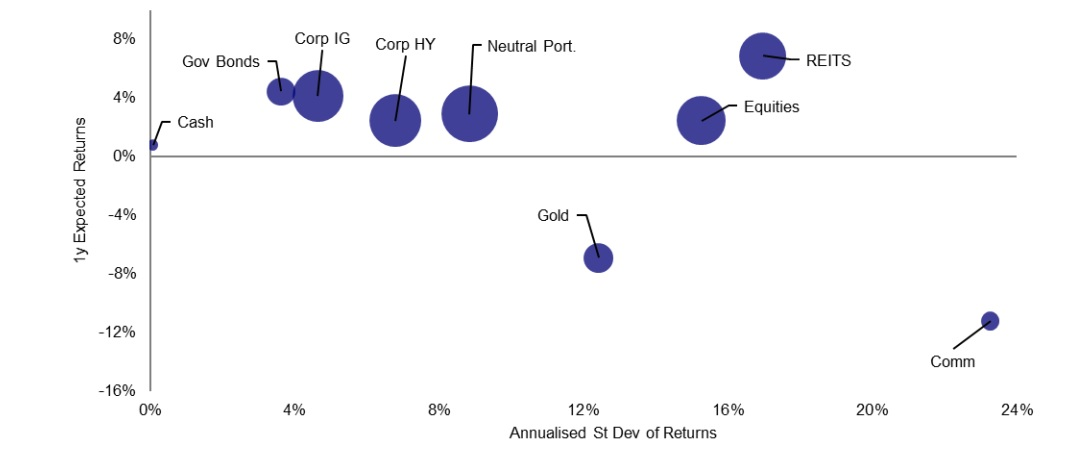 8%
4%
0%
-4%
-8%
-12%
-16%
1y Expected Returns
Cash
Gov Bonds
Corp IG
Corp HY
Neutral Port.
REITS
Equities
Gold
Comm
0%
4%
8%
12%
16%
20%
24%
Annualised St Dev of Returns